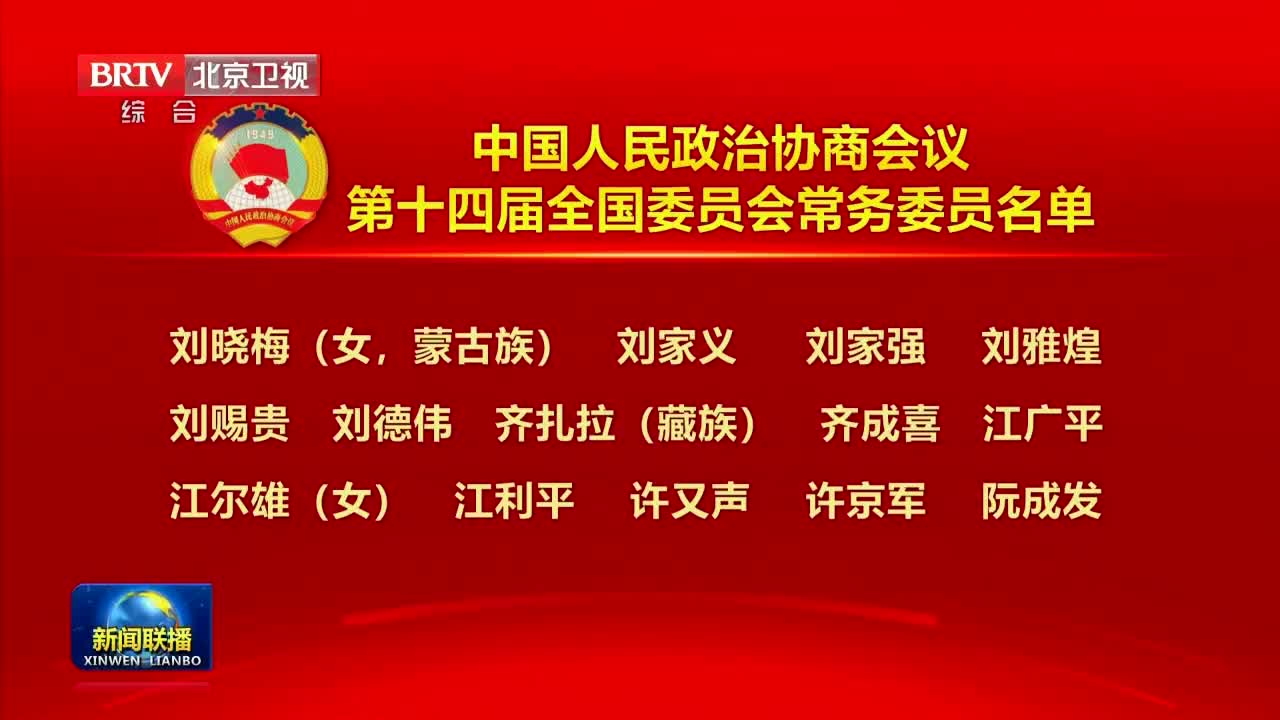 BRTV 北京卫视
综合
1949
中国人民政治协商会议
中国人民政治协商会议
第十四届全国委员会常务委员名单
刘晓梅（女，蒙古族） 刘家义 刘家强 刘雅煌
刘赐贵 刘德伟 齐扎拉（藏族） 齐成喜 江广平
江尔雄（女） 江利平 许又声 许京军 阮成发
新闻联播
XINWEN LIANBO